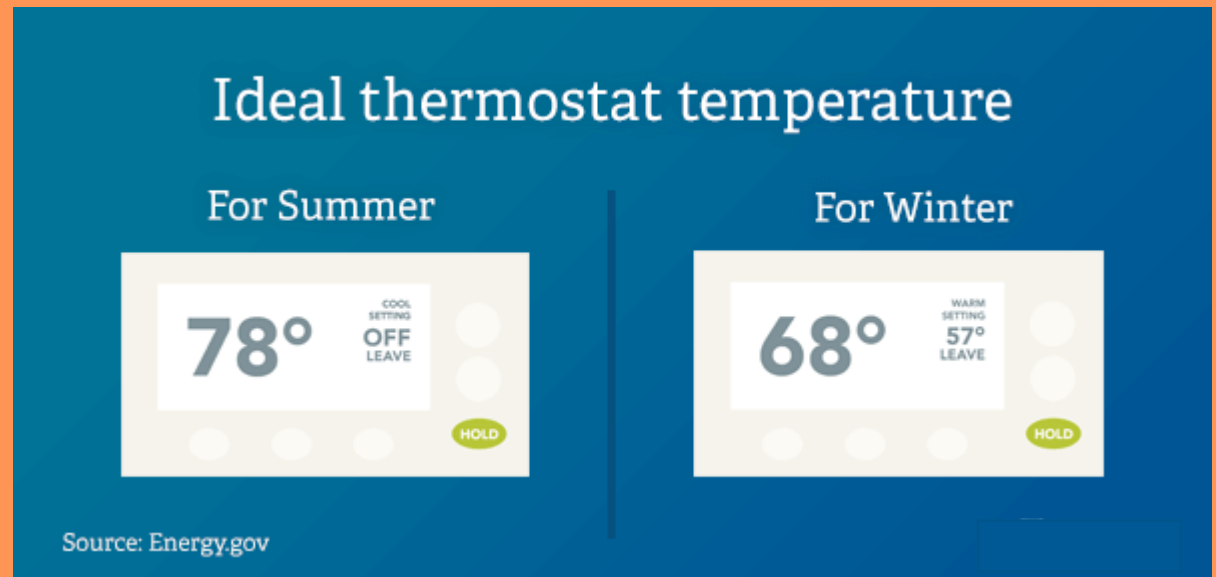 Ideal thermostat temperature
For Summer
78°
COOL
SETTING
OFF
LEAVE
HOLD
For Winter
68°
WARM
SETTING
57°
LEAVE
HOLD
Source: Energy.gov